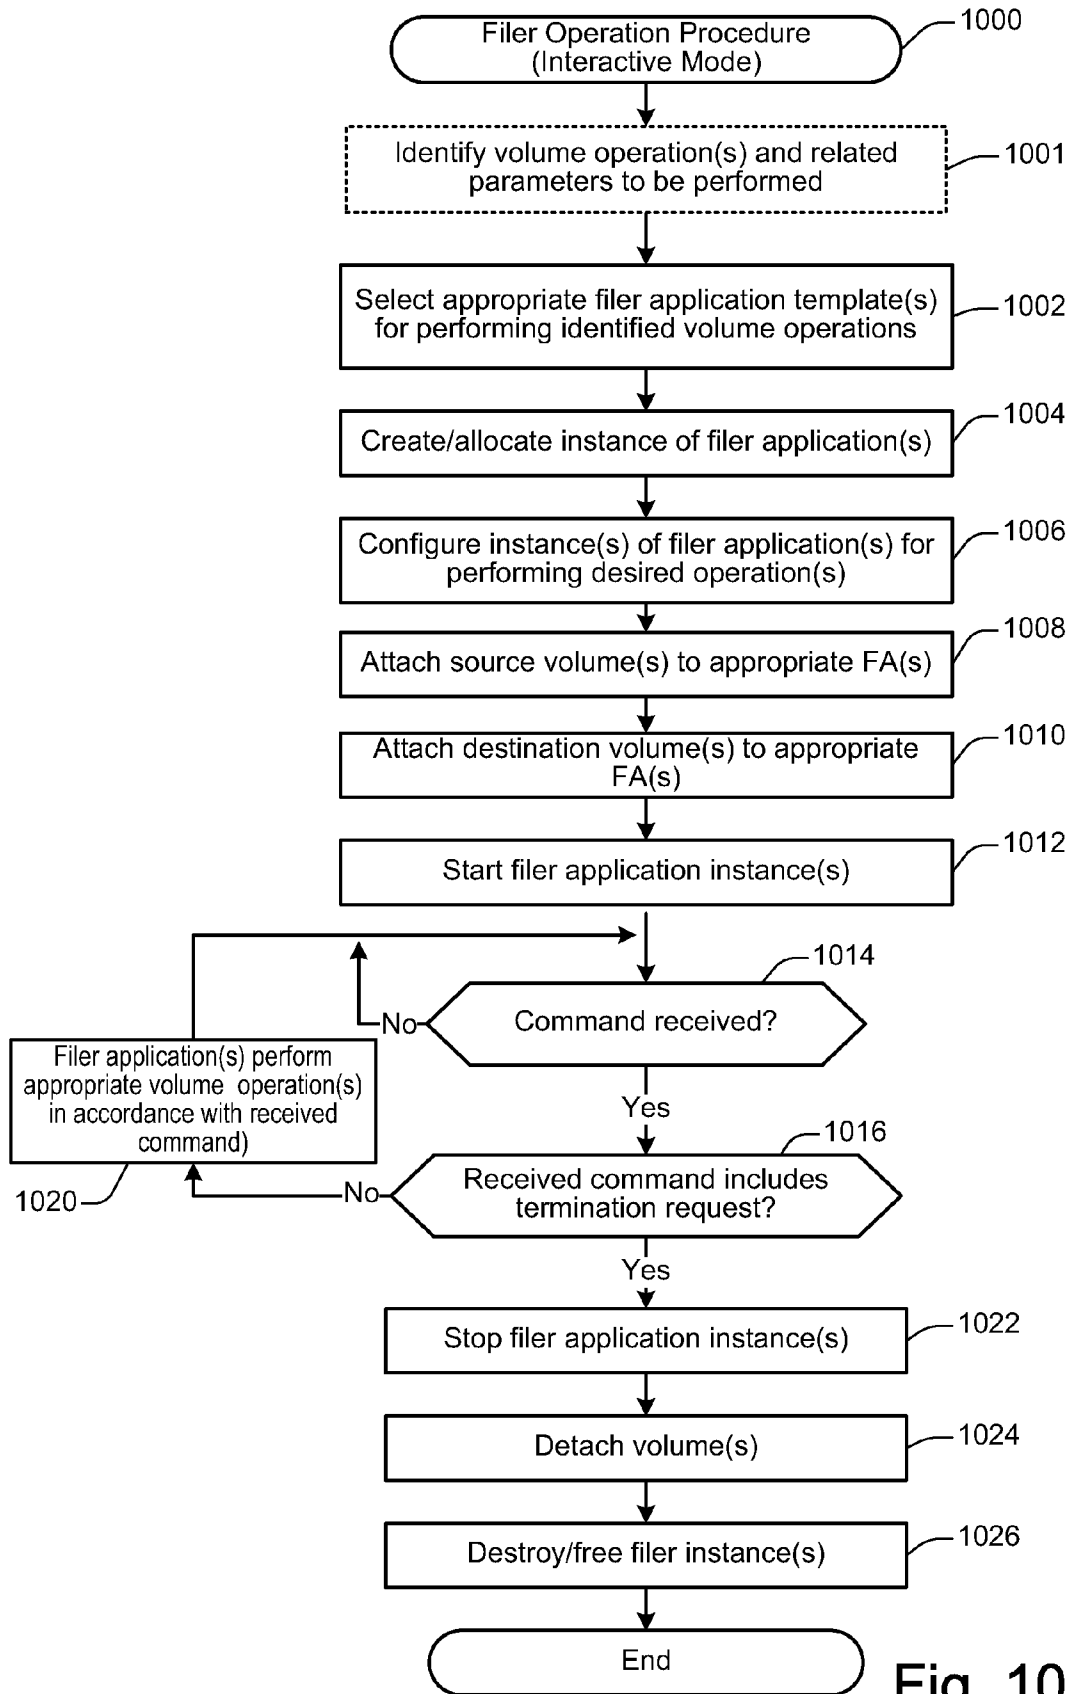 Filer Operation Procedure
(Interactive Mode)
1000
Identify volume operation(s) and related
parameters to be performed
1001
Select appropriate filer application template(s)
for performing identified volume operations
1002
Create/allocate instance of filer application(s)
1004
Configure instance(s) of filer application(s) for
performing desired operation(s)
1006
Attach source volume(s) to appropriate FA(s)
1008
Attach destination volume(s) to appropriate
FA(s)
1010
Start filer application instance(s)
1012
Command received?
1014
No
Yes
Filer application(s) perform
appropriate volume operation(s)
in accordance with received
command)
1020
Received command includes
termination request?
1016
No
Yes
Stop filer application instance(s)
1022
Detach volume(s)
1024
Destroy/free filer instance(s)
1026
End
Fig. 10